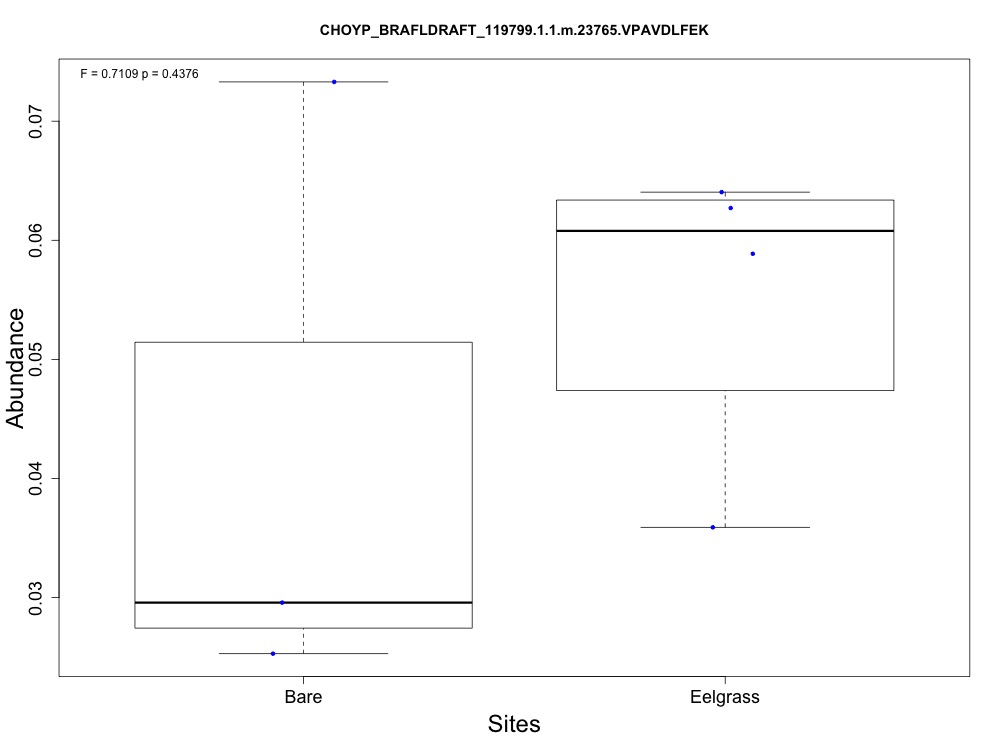 CHOYP_BRAFLDRAFT_119799.1.1.m.23765.VPAVDLFEK
F = 0.7109 p = 0.4376
0.07
0.06
0.05
0.04
0.03
Abundance
Bare
Eelgrass
Sites